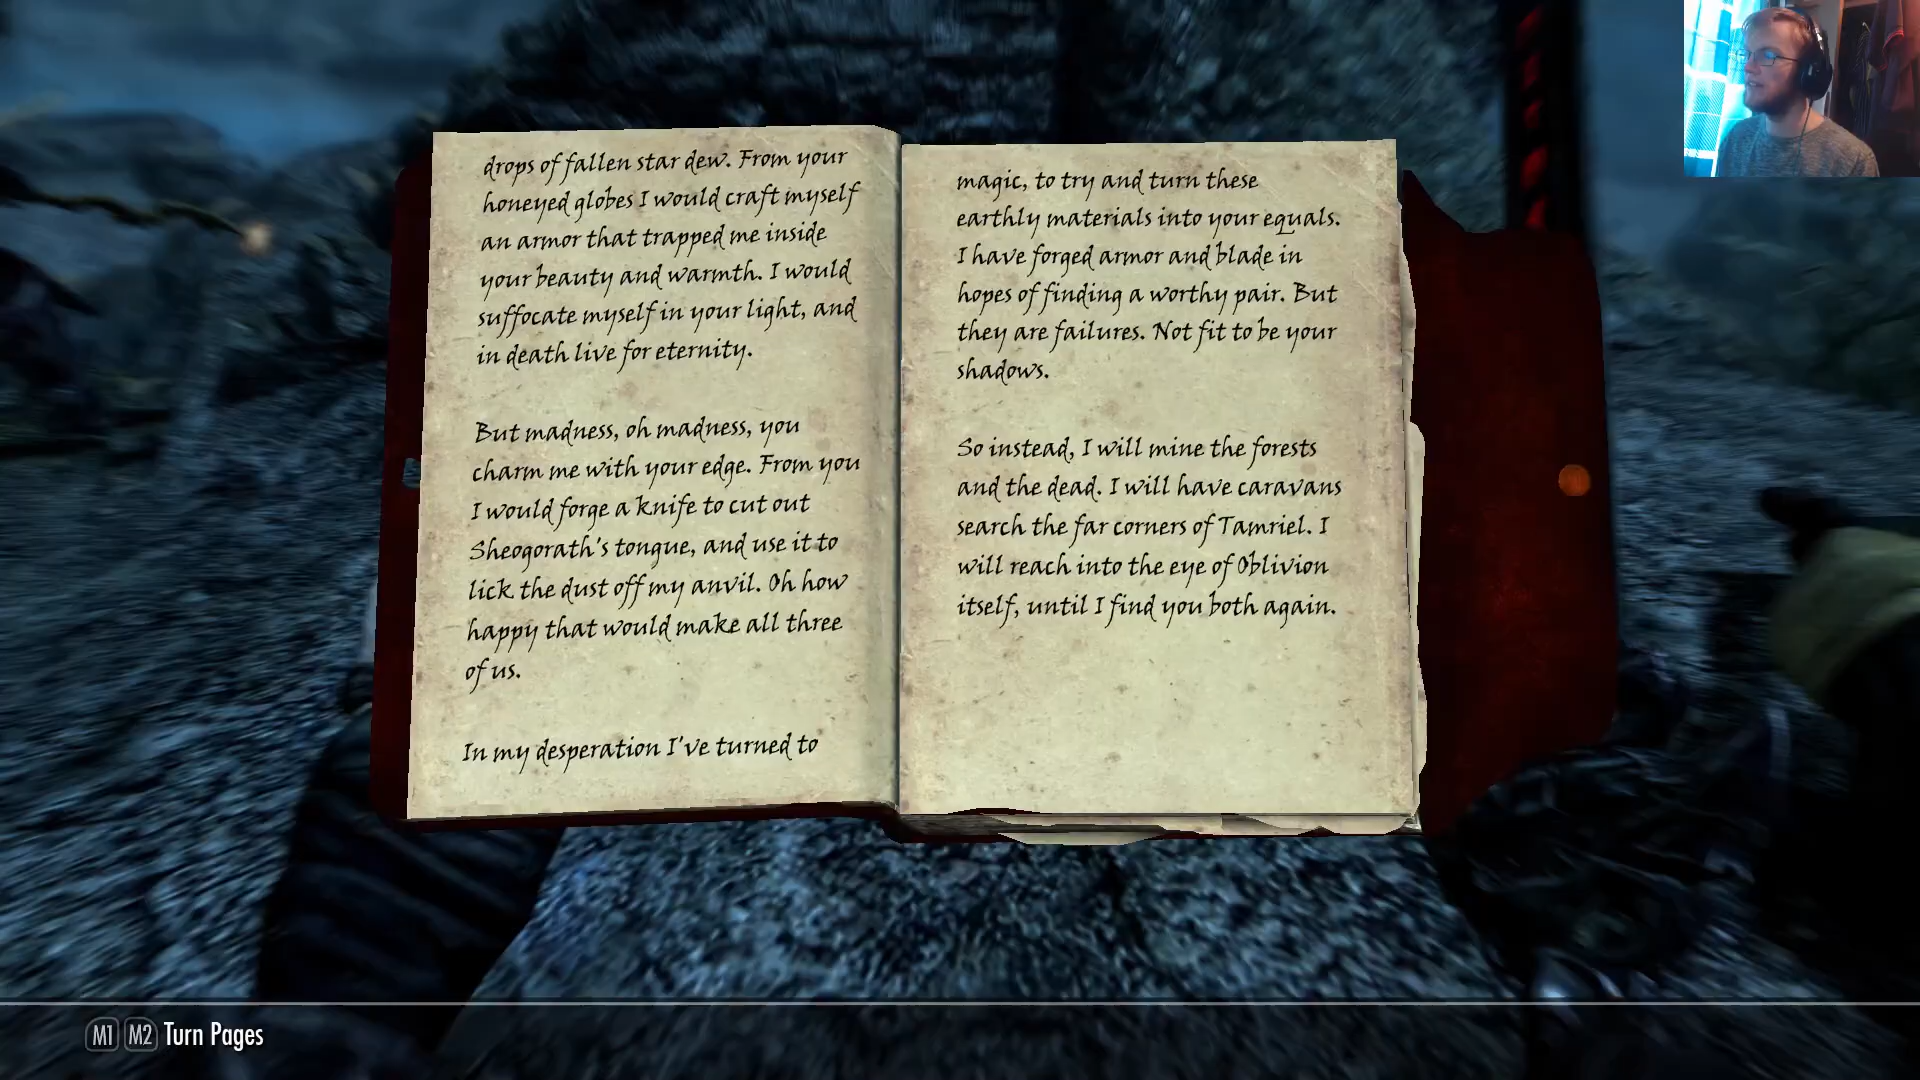 drops of fallen star dew. From your
honeyed globes I would craft myself
an armor that trapped me inside
your beauty and warmth. I would
suffocate myself in your light, and
in death live for eternity.
But madness, oh madness, you
charm me with your edge. From you
I would forge a knife to cut out
Sheogorath's tongue, and use it to
lick the dust off my anvil. Oh how
happy that would make all three
of us.
In my desperation I've turned to
magic, to try and turn these
earthly materials into your equals.
I have forged armor and blade in
hopes of finding a worthy pair. But
they are failures. Not fit to be your
shadows.
So instead, I will mine the forests
and the dead. I will have caravans
search the far corners of Tamriel. I
will reach into the eye of Oblivion
itself, until I find you both again.
M1 M2 Turn Pages